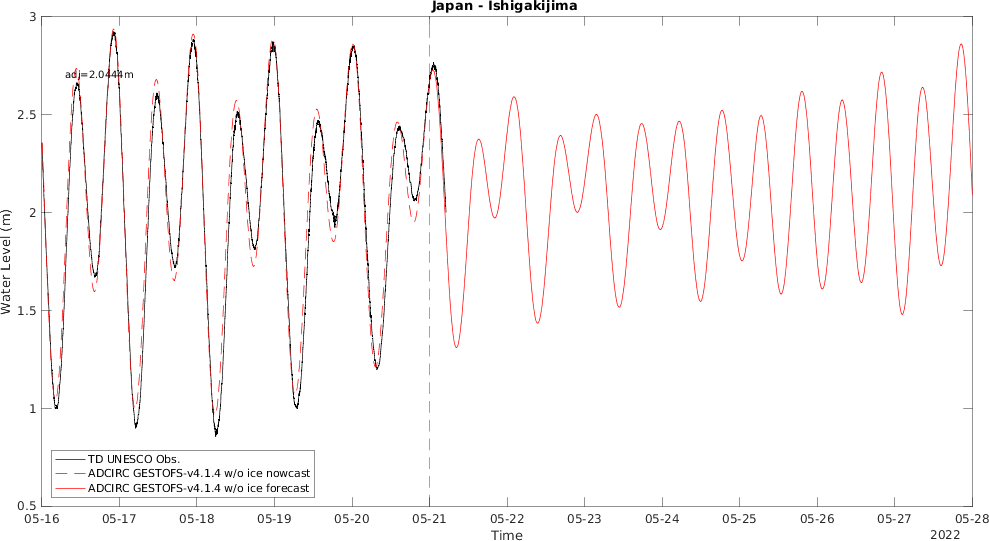 Japan - Ishigakijima
3
adj=2.0444m
2.5
2
1.5
1
0.5
Water Level (m)
TD UNESCO Obs.
ADCIRC GESTOFS-v4.1.4 w/o ice nowcast
ADCIRC GESTOFS-v4.1.4 w/o ice forecast
05-16 05-17 05-18 05-19 05-20 05-21 05-22 05-23 05-24 05-25 05-26 05-27 05-28
Time
2022